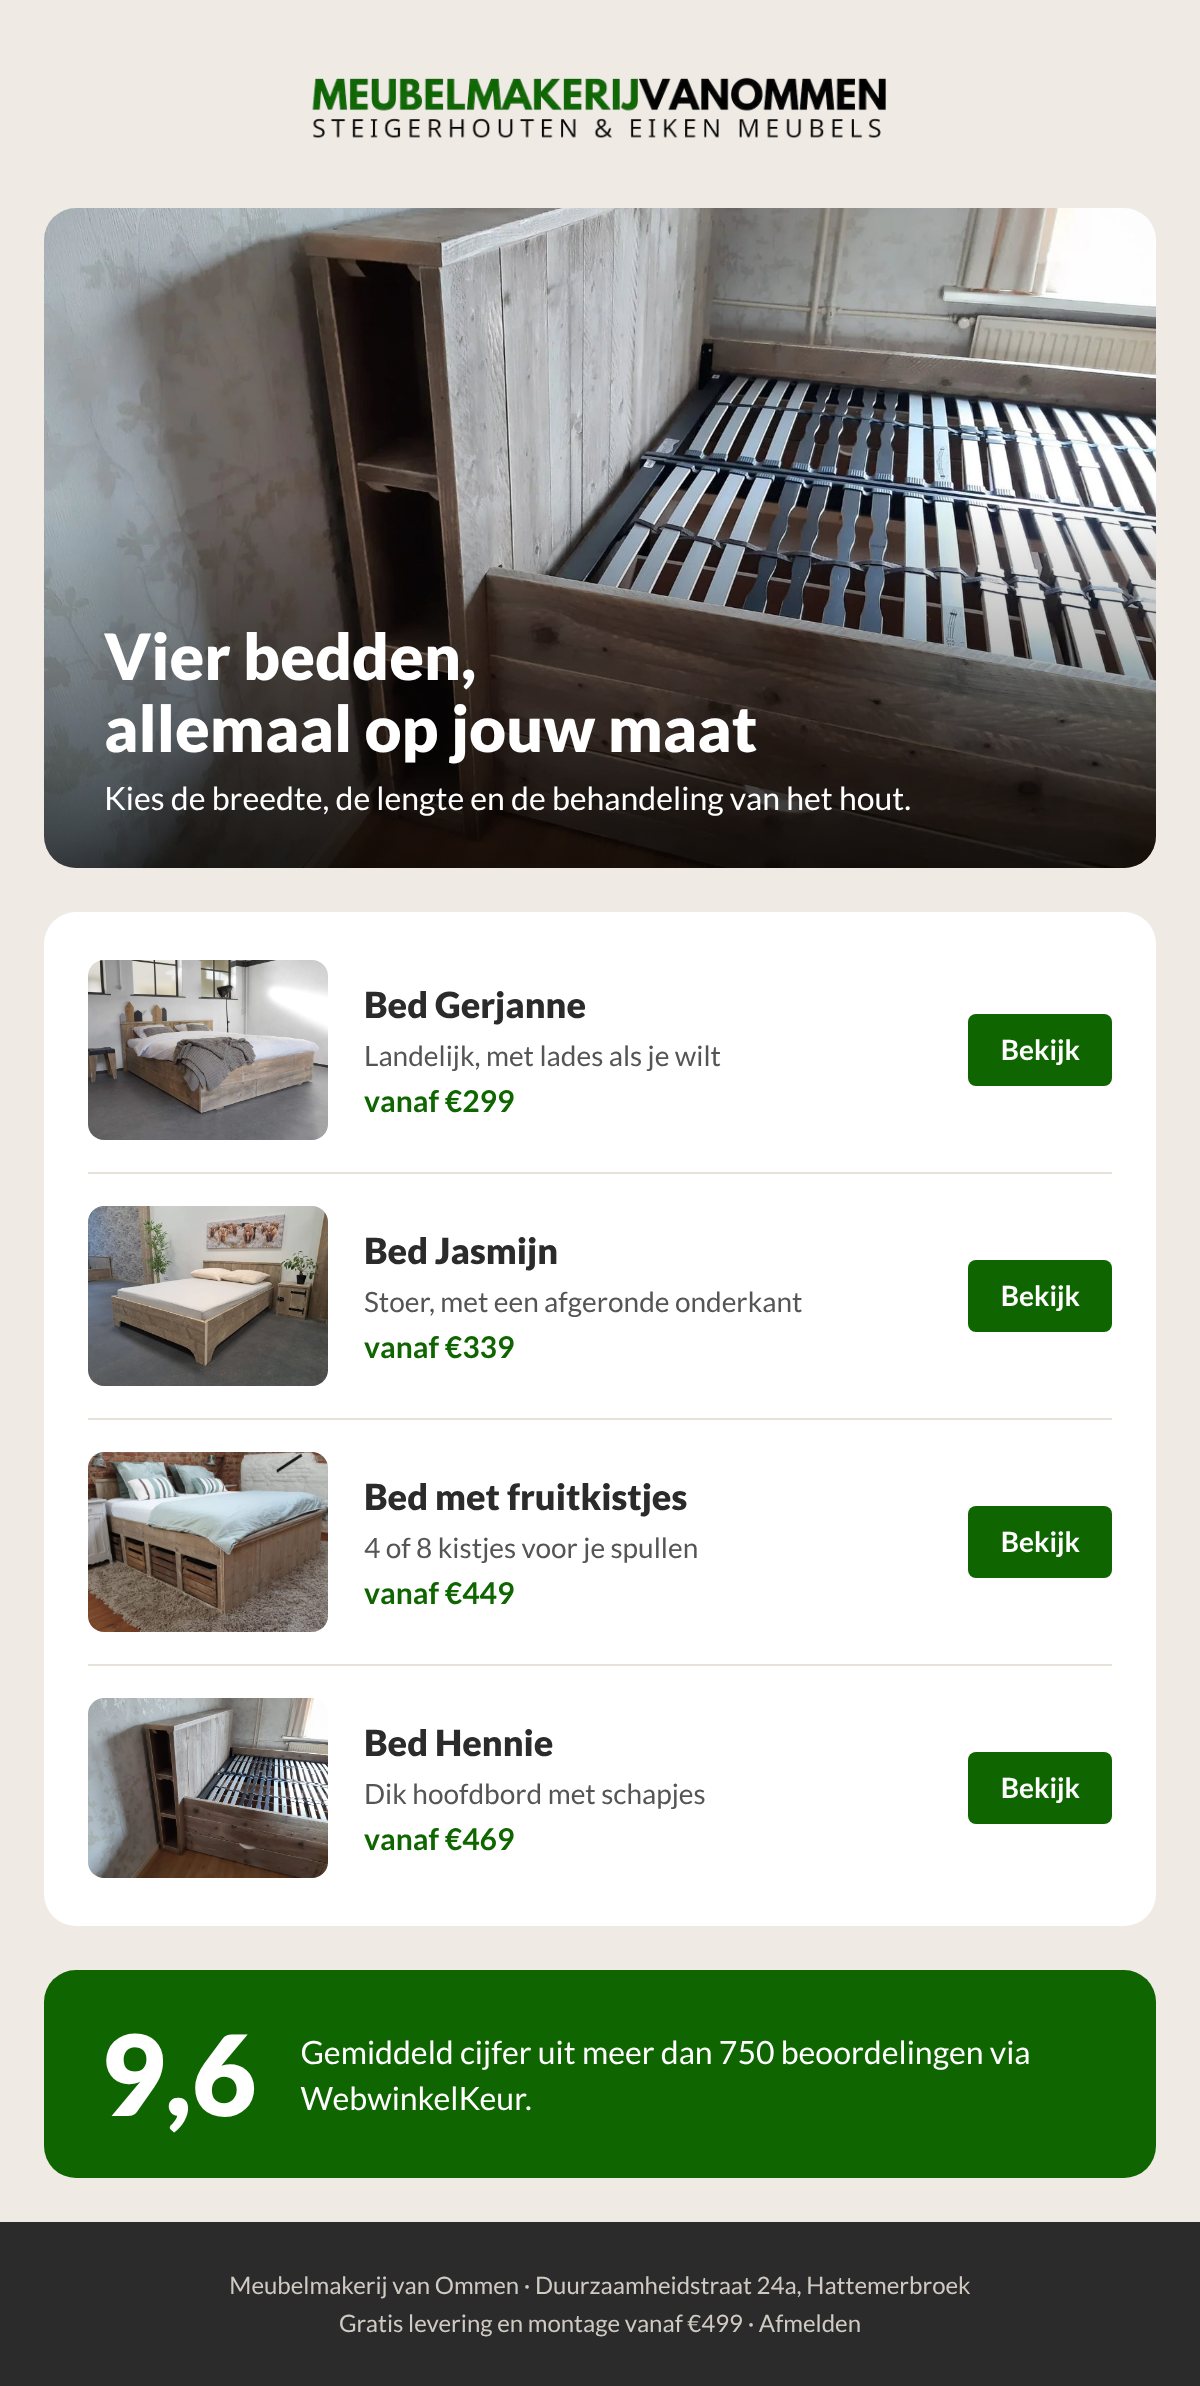 MEUBELMAKERIJVANOMMEN
STEIGERHOUTEN & EIKEN MEUBELS
Vier bedden,
allemaal op jouw maat
Kies de breedte, de lengte en de behandeling van het hout.
Bed Gerjanne
Landelijk, met lades als je wilt
vanaf €299
Bekijk
Bed Jasmijn
Stoer, met een afgeronde onderkant
vanaf €339
Bekijk
Bed met fruitkistjes
4 of 8 kistjes voor je spullen
vanaf €449
Bekijk
Bed Hennie
Dik hoofdbord met schapjes
vanaf €469
Bekijk
9,6
Gemiddeld cijfer uit meer dan 750 beoordelingen via
WebwinkelKeur.
Meubelmakerij van Ommen · Duurzaamheidstraat 24a, Hattemerbroek
Gratis levering en montage vanaf €499 · Afmelden